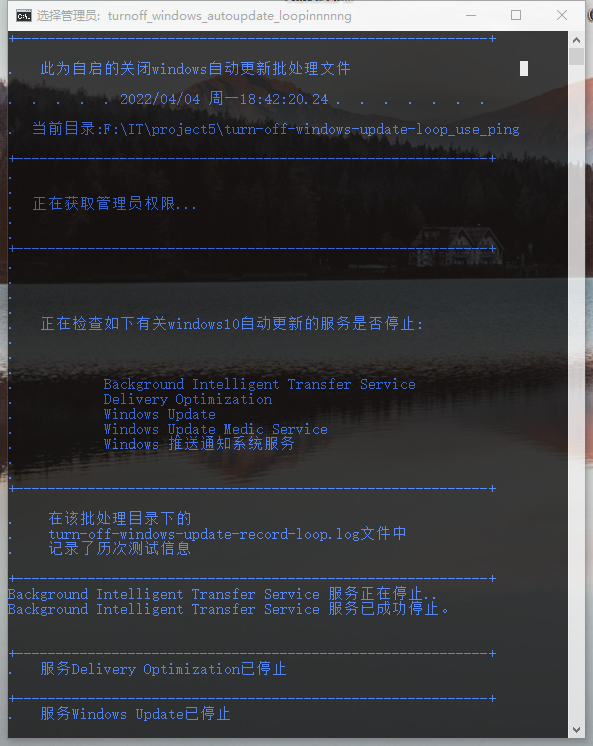 选择管理员: turnoff_windows_autoupdate_loopinnnnng
+-----------------------------------------------------------+
. 此为自启的关闭windows自动更新批处理文件
. . . . . 2022/04/04 周一18:42:20.24 . . . . . . .
. 当前目录:F:\IT\project5\turn-off-windows-update-loop_use_ping
+-----------------------------------------------------------+
.
.
. 正在获取管理员权限...
.
.
+-----------------------------------------------------------+
.
.
.
.
. 正在检查如下有关windows10自动更新的服务是否停止:
.
.
.
. Background Intelligent Transfer Service
. Delivery Optimization
. Windows Update
. Windows Update Medic Service
. Windows 推送通知系统服务
.
.
+-----------------------------------------------------------+
. 在该批处理目录下的
. turn-off-windows-update-record-loop.log文件中
. 记录了历次测试信息
+-----------------------------------------------------------+
Background Intelligent Transfer Service 服务正在停止..
Background Intelligent Transfer Service 服务已成功停止。
+-----------------------------------------------------------+
. 服务Delivery Optimization已停止
+-----------------------------------------------------------+
. 服务Windows Update已停止